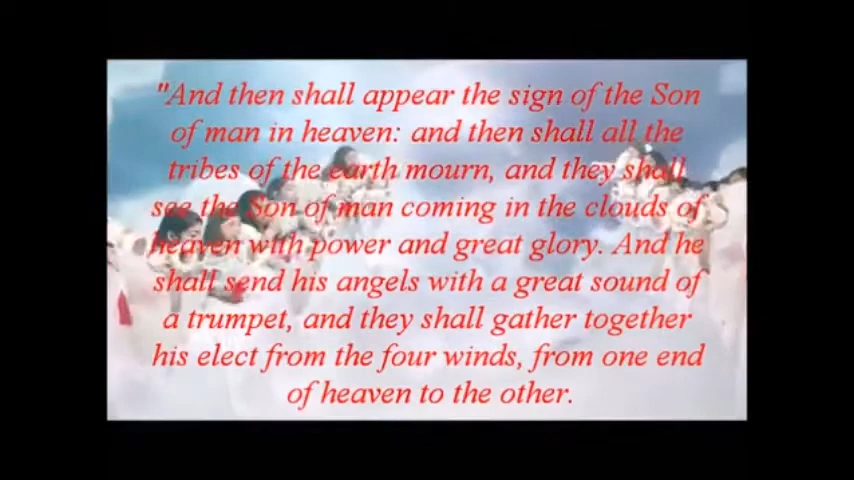 "And then shall appear the sign of the Son
of man in heaven: and then shall all the
tribes of the earth mourn, and they shall
see the Son of man coming in the clouds of
heaven with power and great glory. And he
shall send his angels with a great sound of
a trumpet, and they shall gather together
his elect from the four winds, from one end
of heaven to the other.